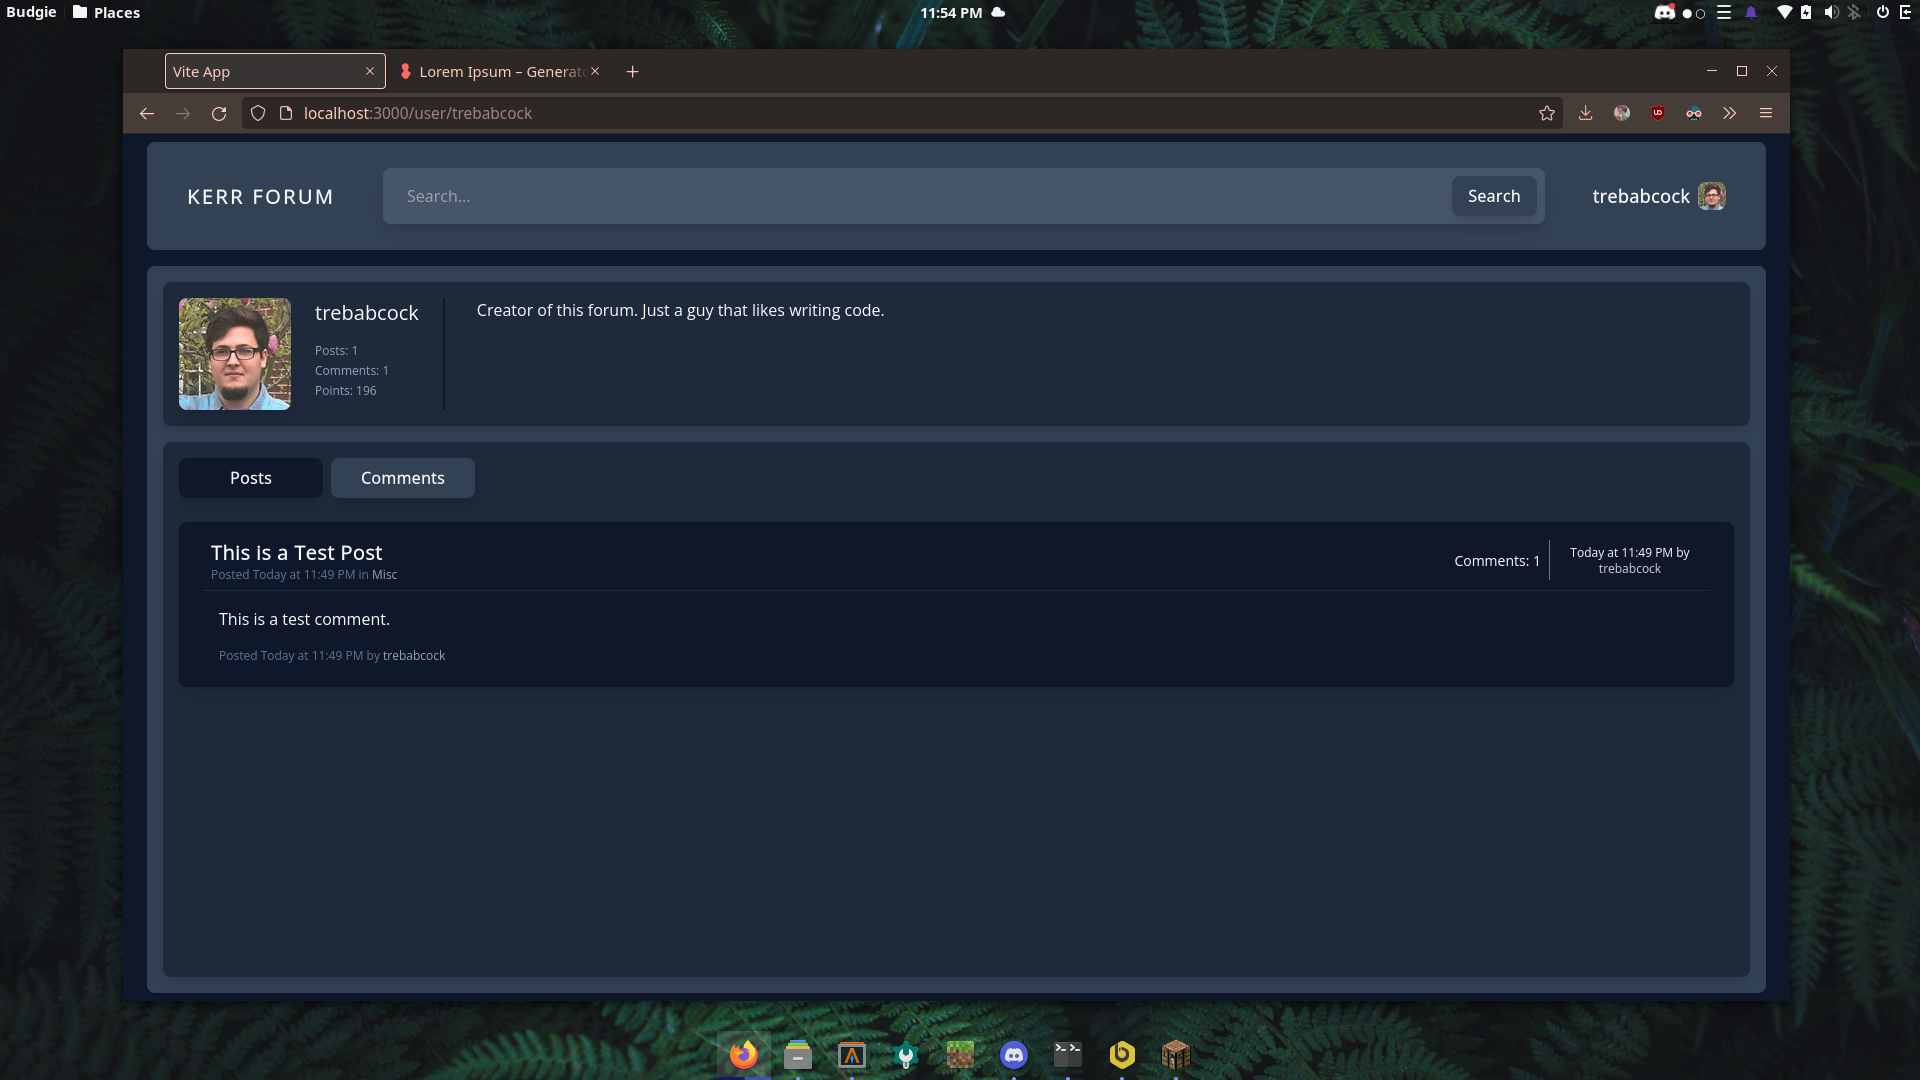 Budgie
Places
11:54 PM
Vite App
Lorem Ipsum – Generat
localhost:3000/user/trebabcock
KERR FORUM
Search...
Search
trebabcock
trebabcock
Posts: 1
Comments: 1
Points: 196
Creator of this forum. Just a guy that likes writing code.
Posts
Comments
This is a Test Post
Posted Today at 11:49 PM in Misc
Comments: 1
Today at 11:49 PM by
trebabcock
This is a test comment.
Posted Today at 11:49 PM by trebabcock